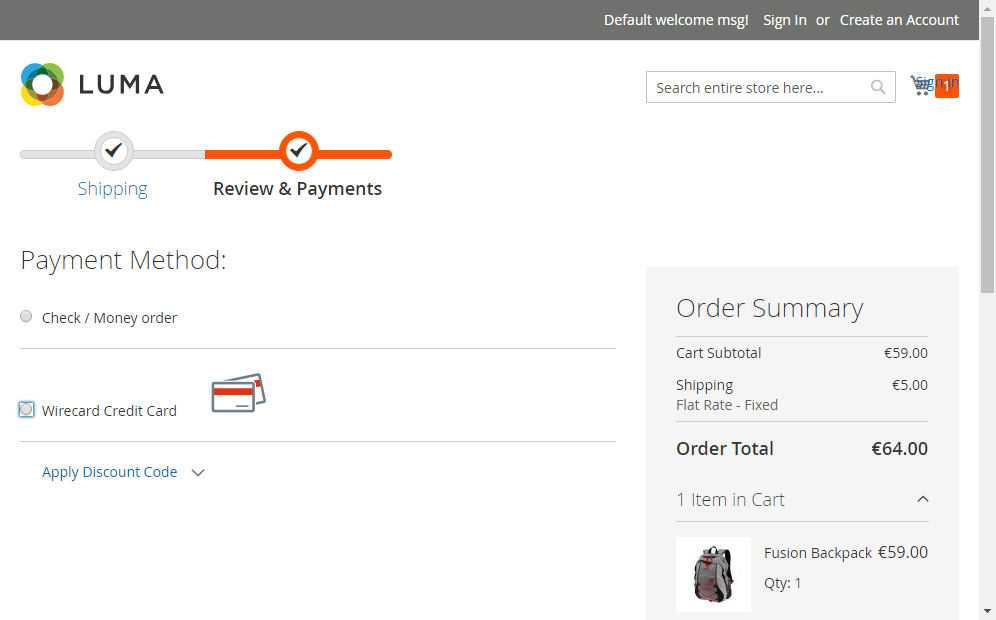 Default welcome msg! Sign In or Create an Account
LUMA
Search entire store here...
Sign In
1
Shipping
Review & Payments
Payment Method:
Check / Money order
Wirecard Credit Card
Apply Discount Code
Order Summary
Cart Subtotal €59.00
Shipping €5.00
Flat Rate - Fixed
Order Total €64.00
1 Item in Cart
Fusion Backpack €59.00
Qty: 1